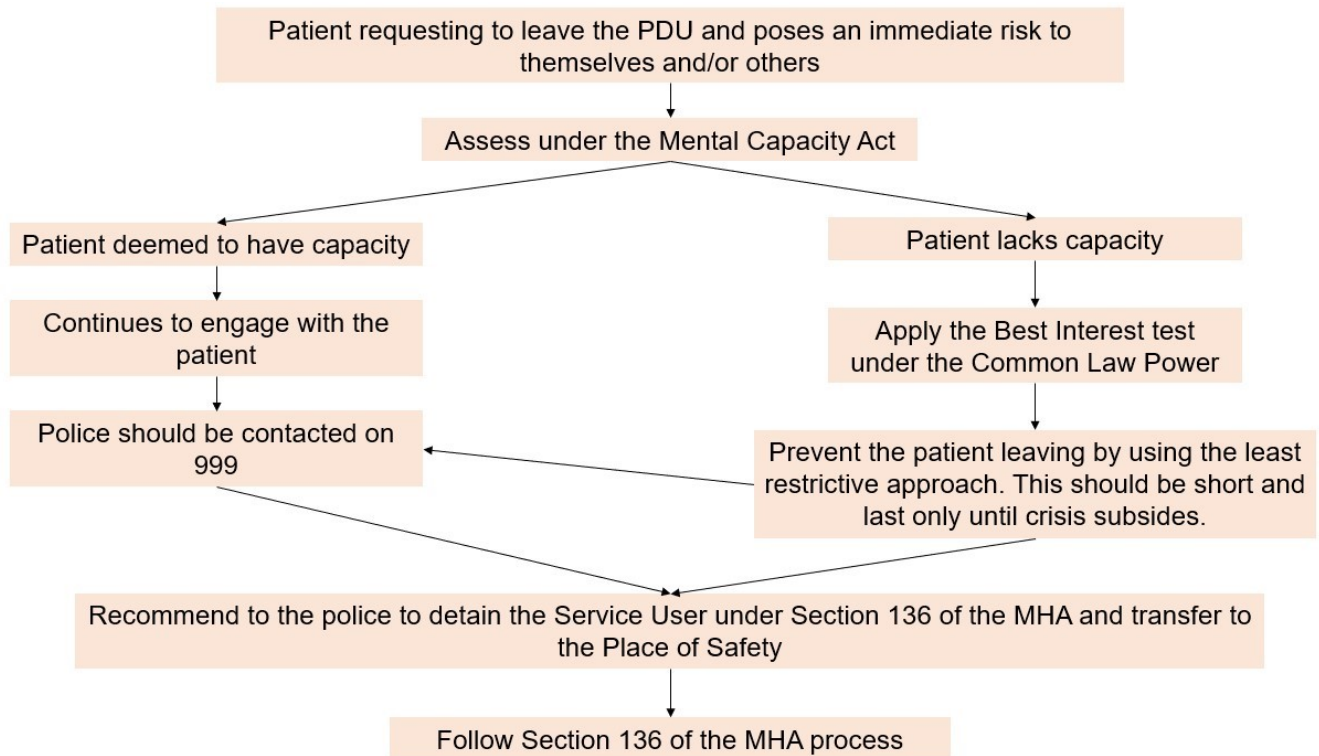 Patient requesting to leave the PDU and poses an immediate risk to
themselves and/or others
Assess under the Mental Capacity Act
Patient deemed to have capacity
Patient lacks capacity
Continues to engage with the
patient
Apply the Best Interest test
under the Common Law Power
Police should be contacted on
999
Prevent the patient leaving by using the least
restrictive approach. This should be short and
last only until crisis subsides.
Recommend to the police to detain the Service User under Section 136 of the MHA and transfer to
the Place of Safety
Follow Section 136 of the MHA process